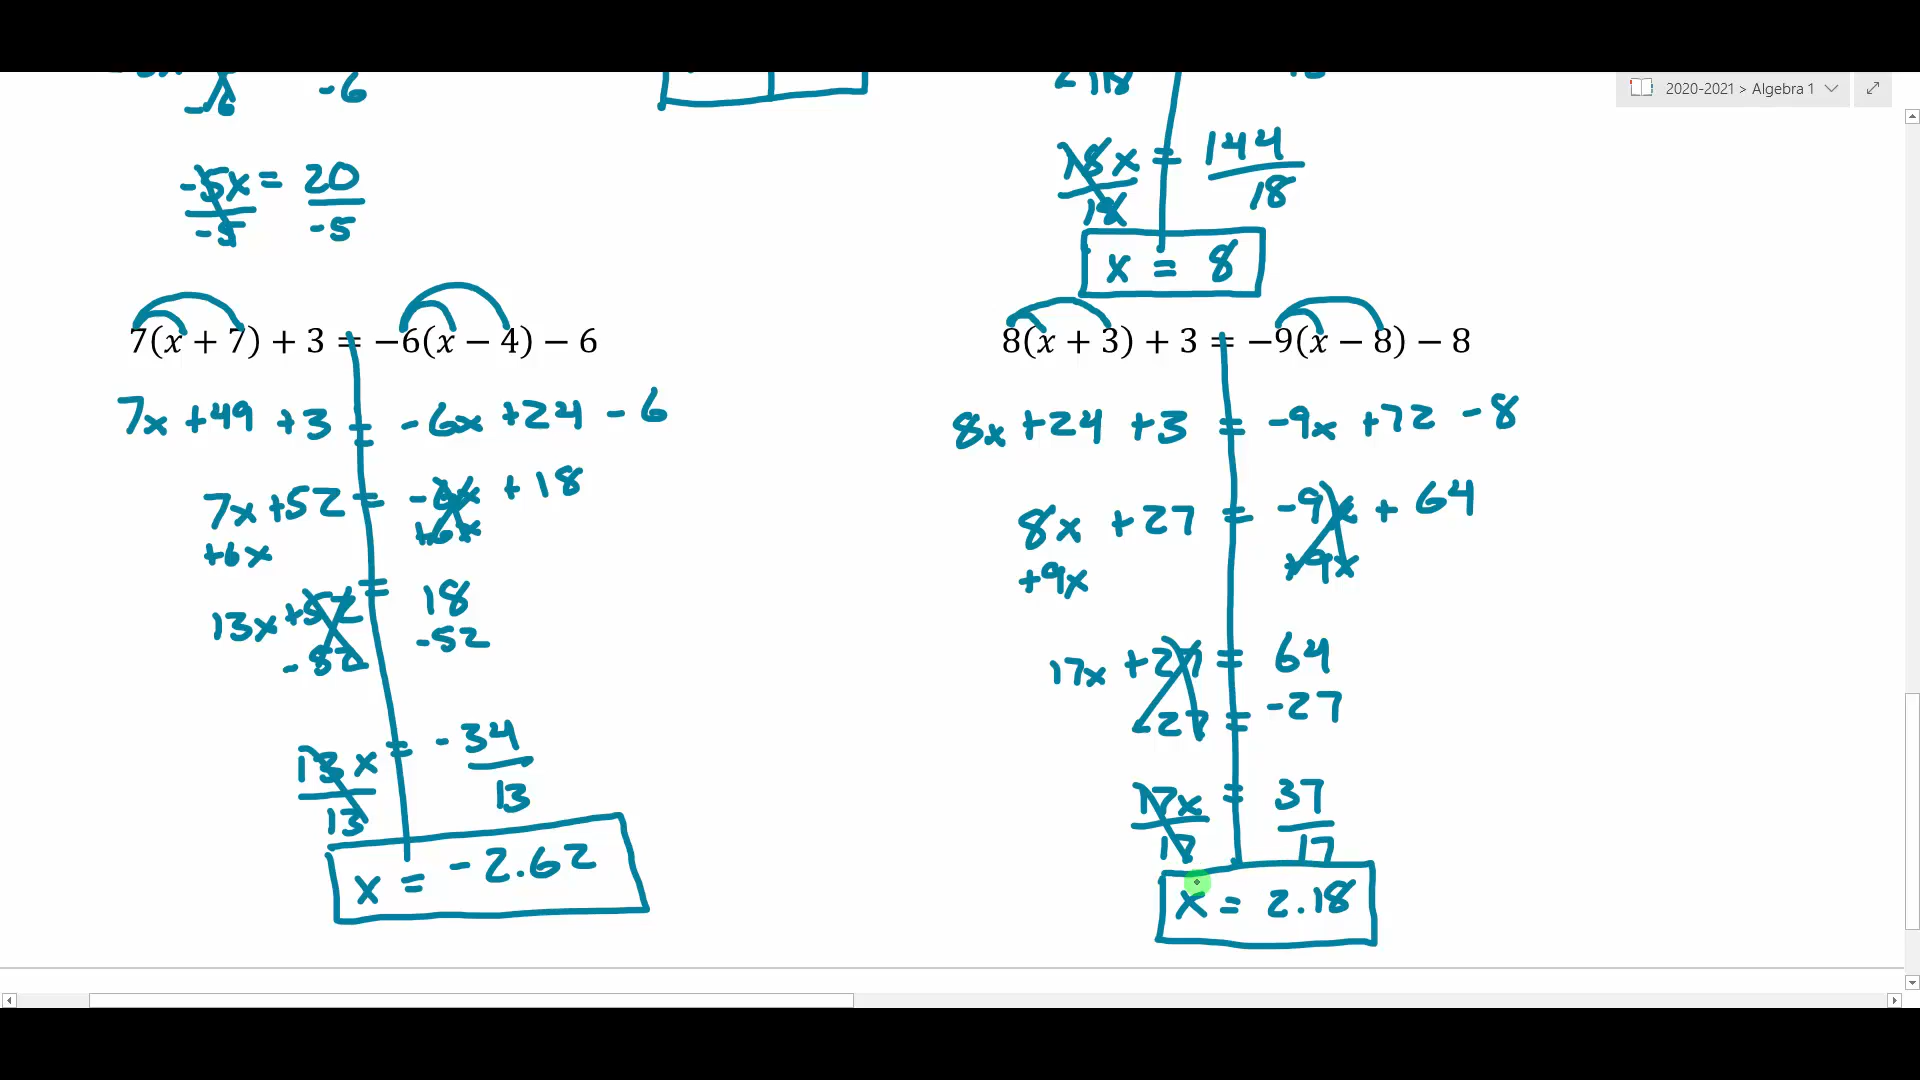 2020-2021 > Algebra 1
-6
-6
-5x = 20
-5 -5
18x = 144
18 18
x = 8
7(x + 7) + 3 = −6(x − 4) − 6
7x +49 +3 = -6x +24 - 6
7x +52 = -6x + 18
+6x +6x
13x +52 = 18
-52 -52
13x = -34
13 13
x = -2.62
8(x + 3) + 3 = −9(x − 8) − 8
8x +24 +3 = -9x +72 -8
8x +27 = -9x + 64
+9x +9x
17x +27 = 64
-27 = -27
17x = 37
17 17
x = 2.18